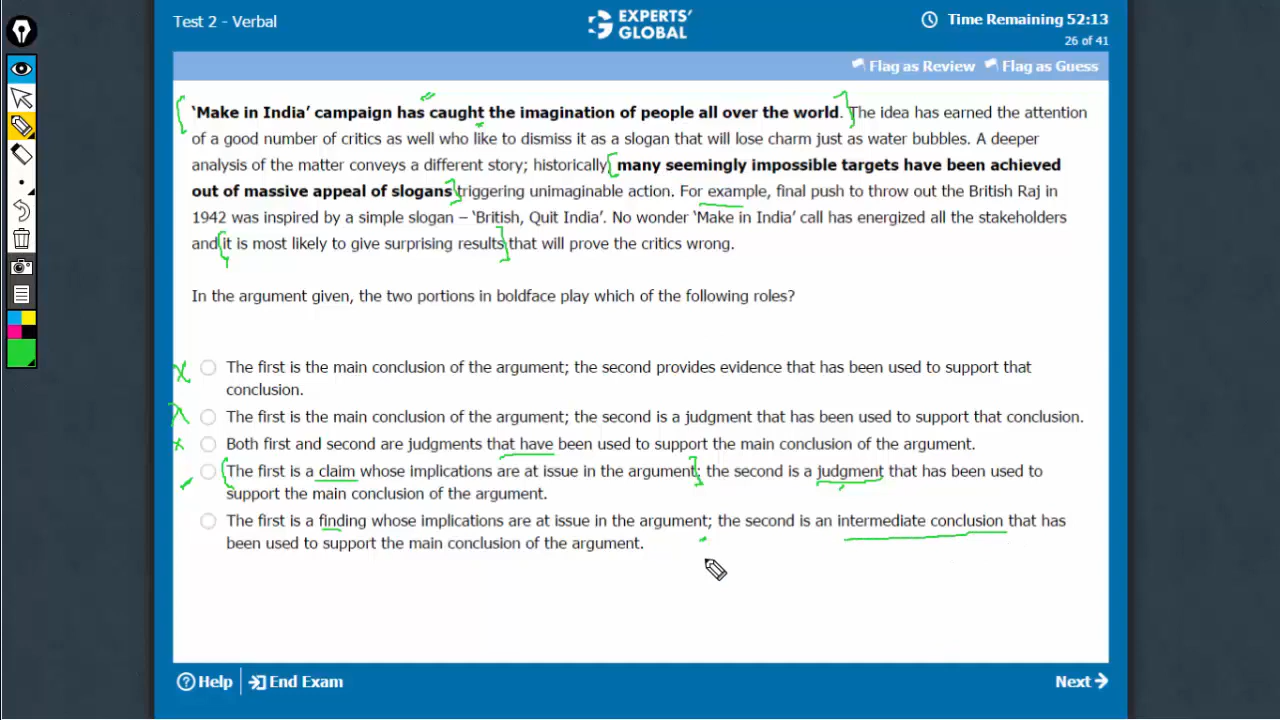 Test 2 - Verbal
EXPERTS'
GLOBAL
Time Remaining 52:13
26 of 41
Flag as Review Flag as Guess
‘Make in India’ campaign has caught the imagination of people all over the world. The idea has earned the attention
of a good number of critics as well who like to dismiss it as a slogan that will lose charm just as water bubbles. A deeper
analysis of the matter conveys a different story; historically many seemingly impossible targets have been achieved
out of massive appeal of slogans triggering unimaginable action. For example, final push to throw out the British Raj in
1942 was inspired by a simple slogan – ‘British, Quit India’. No wonder ‘Make in India’ call has energized all the stakeholders
and it is most likely to give surprising results that will prove the critics wrong.
In the argument given, the two portions in boldface play which of the following roles?
The first is the main conclusion of the argument; the second provides evidence that has been used to support that
conclusion.
The first is the main conclusion of the argument; the second is a judgment that has been used to support that conclusion.
Both first and second are judgments that have been used to support the main conclusion of the argument.
The first is a claim whose implications are at issue in the argument; the second is a judgment that has been used to
support the main conclusion of the argument.
The first is a finding whose implications are at issue in the argument; the second is an intermediate conclusion that has
been used to support the main conclusion of the argument.
Help End Exam
Next